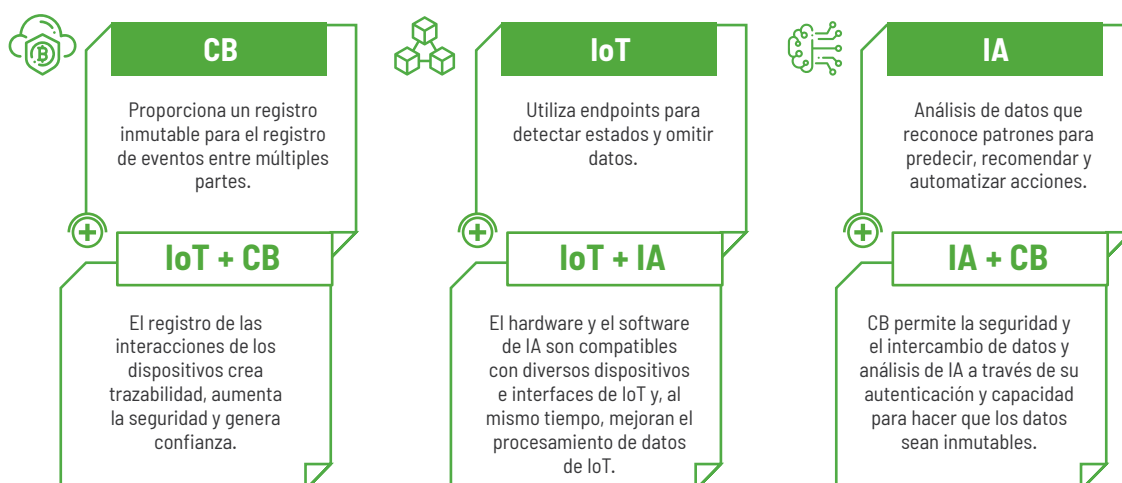 CB
Proporciona un registro
inmutable para el registro
de eventos entre múltiples
partes.
IoT + CB
El registro de las
interacciones de los
dispositivos crea
trazabilidad, aumenta
la seguridad y genera
confianza.
IoT
Utiliza endpoints para
detectar estados y omitir
datos.
IoT + IA
El hardware y el software
de IA son compatibles
con diversos dispositivos
e interfaces de IoT y, al
mismo tiempo, mejoran el
procesamiento de datos
de IoT.
IA
Análisis de datos que
reconoce patrones para
predecir, recomendar y
automatizar acciones.
IA + CB
CB permite la seguridad y
el intercambio de datos y
análisis de IA a través de su
autenticación y capacidad
para hacer que los datos
sean inmutables.